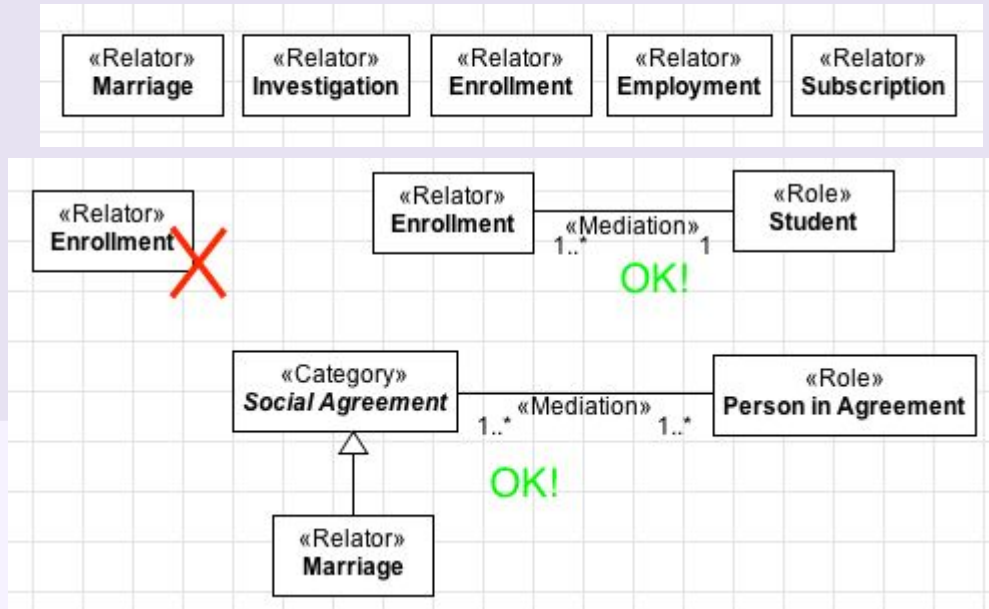 «Relator»
Marriage
«Relator»
Investigation
«Relator»
Enrollment
«Relator»
Employment
«Relator»
Subscription
«Relator»
Enrollment
«Relator»
Enrollment
«Mediation»
1..*
1
«Role»
Student
OK!
«Category»
Social Agreement
«Mediation»
1..*
1..*
«Role»
Person in Agreement
OK!
«Relator»
Marriage